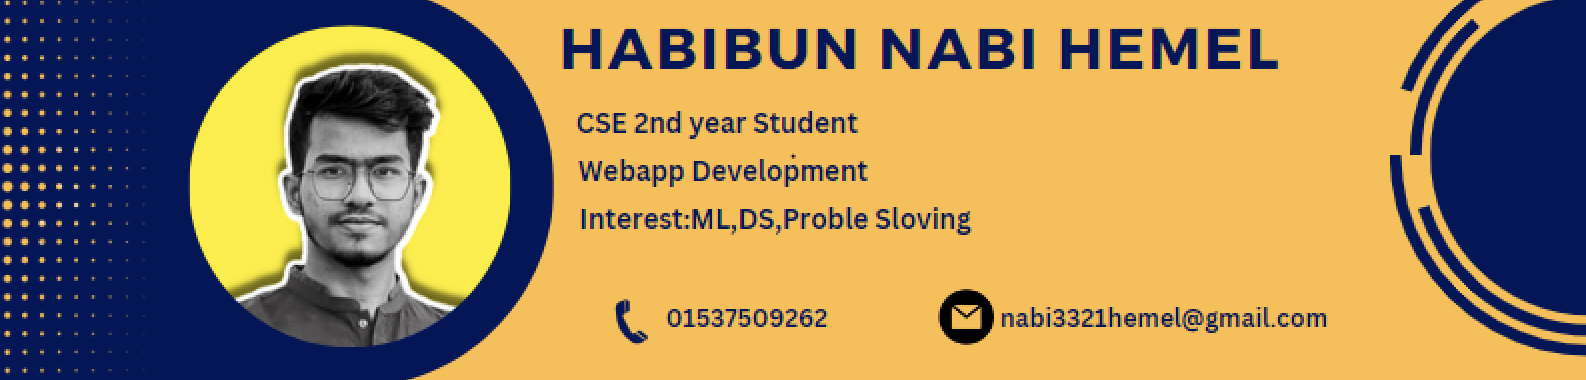 HABIBUN NABI HEMEL
CSE 2nd year Student
Webapp Development
Interest:ML,DS,Proble Sloving
01537509262
nabi3321hemel@gmail.com